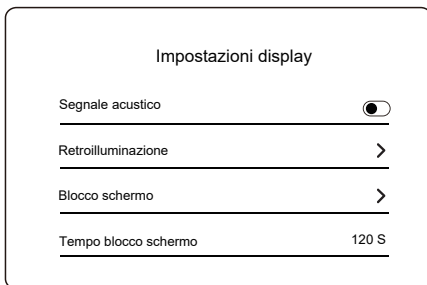 Impostazioni display
Segnale acustico
Retroilluminazione
Blocco schermo
Tempo blocco schermo 120 S